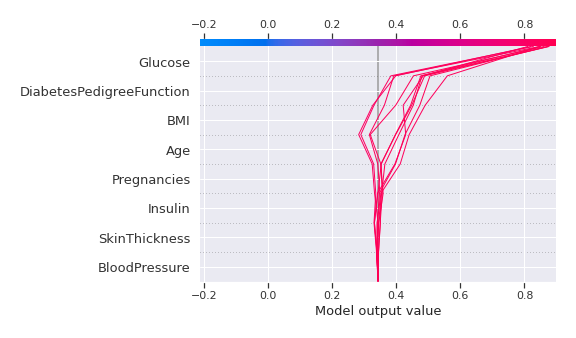 −0.2 0.0 0.2 0.4 0.6 0.8
Glucose
DiabetesPedigreeFunction
BMI
Age
Pregnancies
Insulin
SkinThickness
BloodPressure
−0.2 0.0 0.2 0.4 0.6 0.8
Model output value